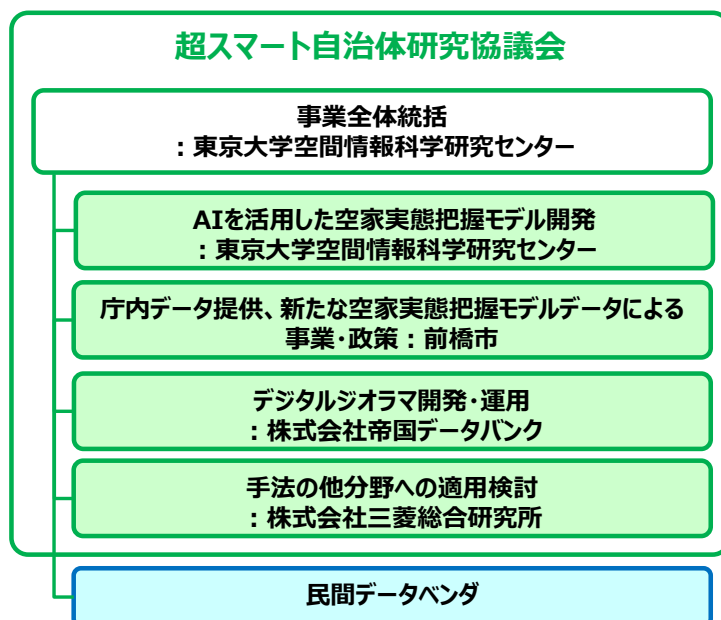 超スマート自治体研究協議会
事業全体統括
：東京大学空間情報科学研究センター
AIを活用した空家実態把握モデル開発
：東京大学空間情報科学研究センター
庁内データ提供、新たな空家実態把握モデルデータによる
事業・政策：前橋市
デジタルジオラマ開発・運用
：株式会社帝国データバンク
手法の他分野への適用検討
：株式会社三菱総合研究所
民間データベンダ